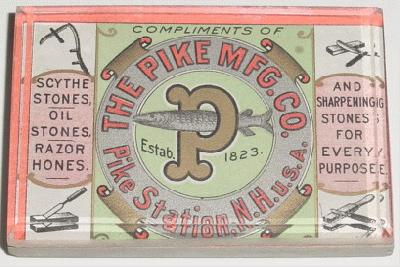 COMPLIMENTS OF
THE PIKE MFG. CO.
Pike Station, N.H. U.S.A.
P
Estab. 1823.
SCYTHE
STONES,
OIL
STONES,
RAZOR
HONES.
AND
SHARPENING
STONES
FOR
EVERY
PURPOSE